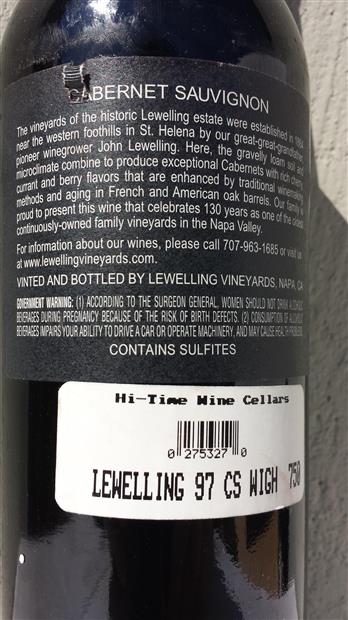 CABERNET SAUVIGNON
The vineyards of the historic Lewelling estate were established in 1864
near the western foothills in St. Helena by our great-great-grandfather
pioneer winegrower John Lewelling. Here, the gravelly loam soil and
microclimate combine to produce exceptional Cabernets with rich cherry,
currant and berry flavors that are enhanced by traditional winemaking
methods and aging in French and American oak barrels. Our family is
proud to present this wine that celebrates 130 years as one of the oldest
continuously-owned family vineyards in the Napa Valley.
For information about our wines, please call 707-963-1685 or visit us
at www.lewellingvineyards.com.
VINTED AND BOTTLED BY LEWELLING VINEYARDS, NAPA, CA
GOVERNMENT WARNING: (1) ACCORDING TO THE SURGEON GENERAL, WOMEN SHOULD NOT DRINK ALCOHOLIC
BEVERAGES DURING PREGNANCY BECAUSE OF THE RISK OF BIRTH DEFECTS. (2) CONSUMPTION OF ALCOHOLIC
BEVERAGES IMPAIRS YOUR ABILITY TO DRIVE A CAR OR OPERATE MACHINERY, AND MAY CAUSE HEALTH PROBLEMS
CONTAINS SULFITES
Hi-Time Wine Cellars
0 275327 0
LEWELLING 97 CS WIGH 750